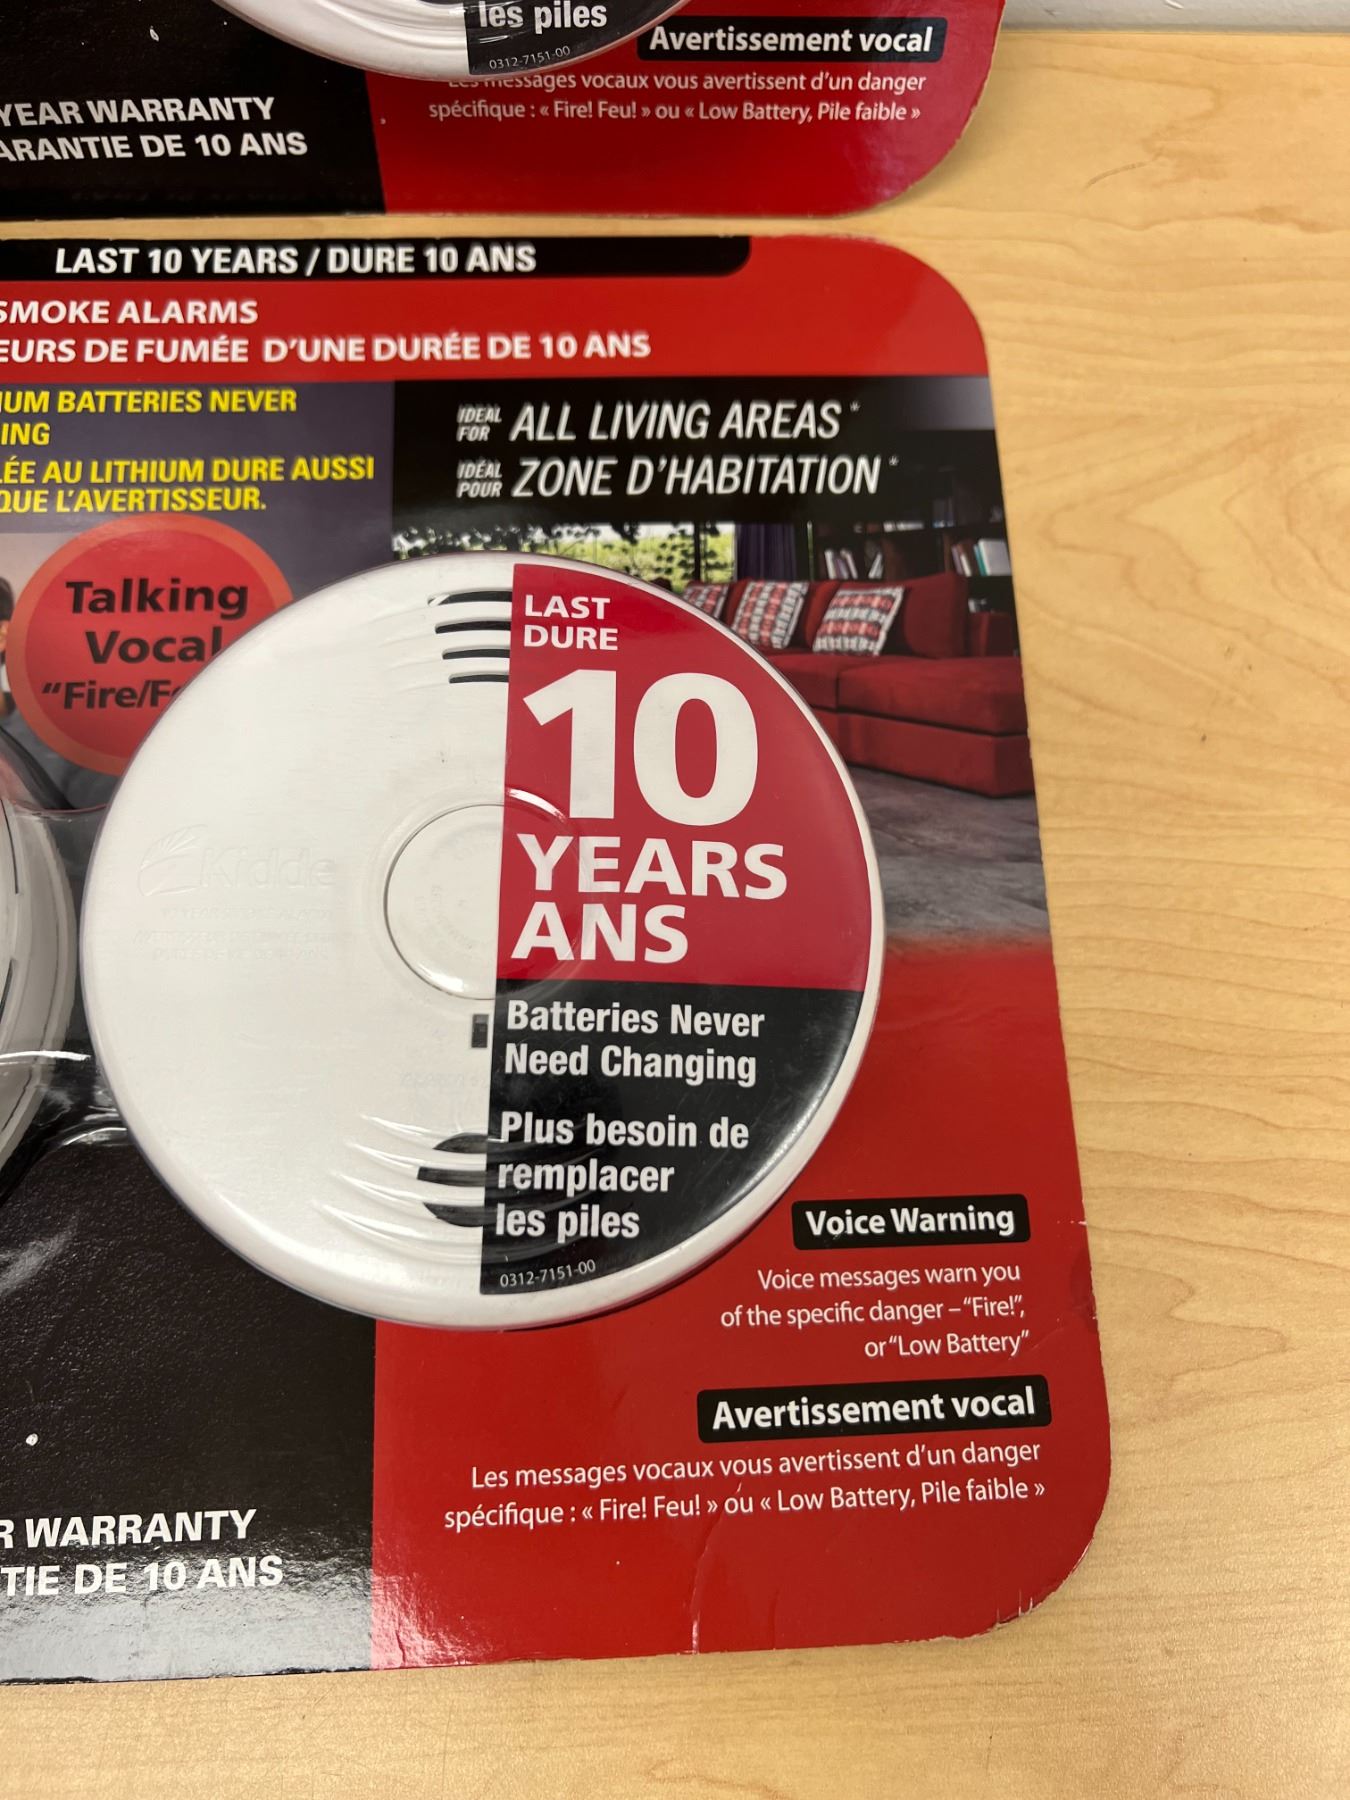 les piles
0312-7151-00
Avertissement vocal
messages vocaux vous avertissent d'un danger
spécifique : « Fire! Feu! » ou « Low Battery, Pile faible »
YEAR WARRANTY
ARANTIE DE 10 ANS
LAST 10 YEARS / DURE 10 ANS
SMOKE ALARMS
EURS DE FUMÉE D'UNE DURÉE DE 10 ANS
IUM BATTERIES NEVER
ING
LÉE AU LITHIUM DURE AUSSI
QUE L'AVERTISSEUR.
IDEAL FOR ALL LIVING AREAS*
IDÉAL POUR ZONE D'HABITATION*
Talking
Vocal
"Fire/F
LAST
DURE
10
YEARS
ANS
Kidde
Batteries Never
Need Changing
Plus besoin de
remplacer
les piles
0312-7151-00
Voice Warning
Voice messages warn you
of the specific danger – "Fire!",
or "Low Battery"
Avertissement vocal
Les messages vocaux vous avertissent d'un danger
spécifique : « Fire! Feu! » ou « Low Battery, Pile faible »
R WARRANTY
TIE DE 10 ANS